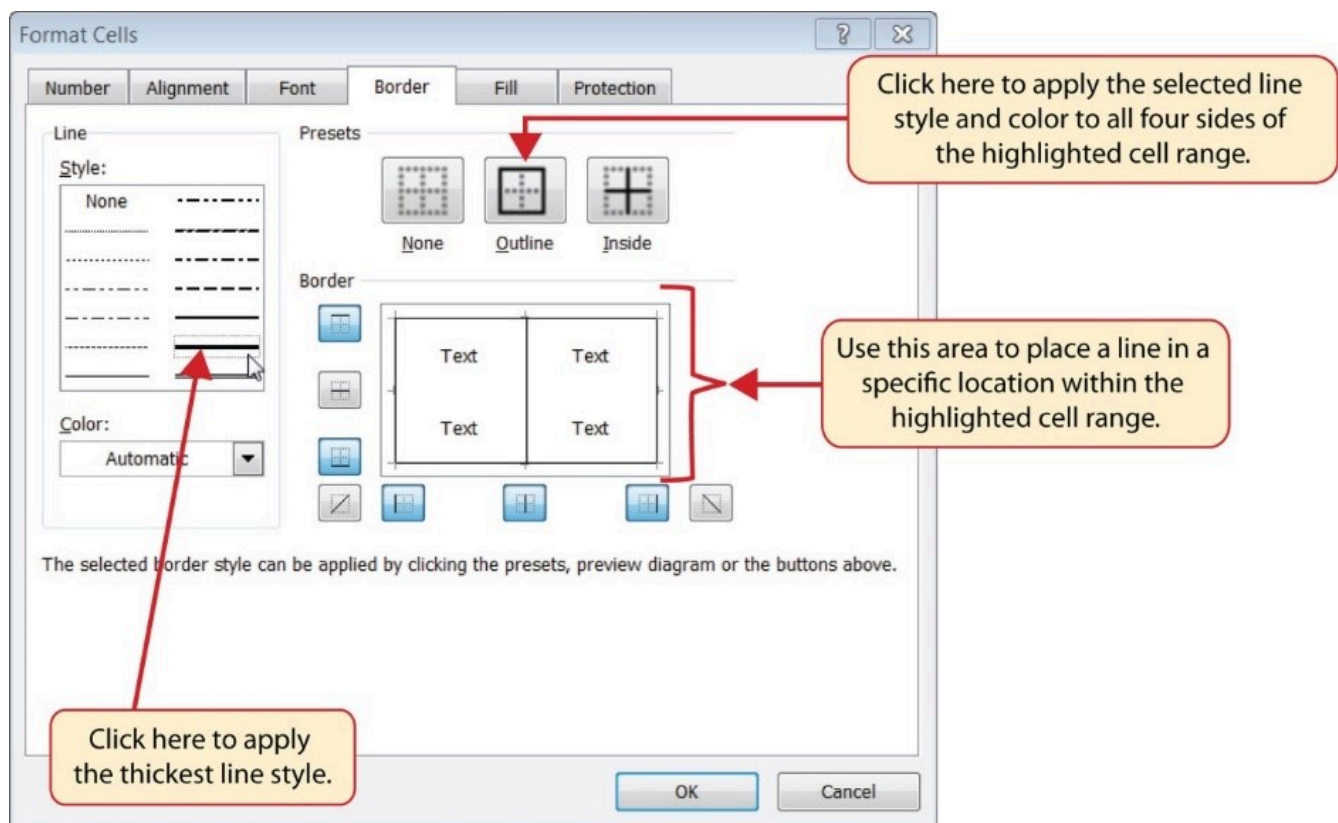 Format Cells
Number Alignment Font Border Fill Protection
Click here to apply the selected line
style and color to all four sides of
the highlighted cell range.
Line
Style:
None
Presets
None Outline Inside
Border
Text Text
Text Text
Use this area to place a line in a
specific location within the
highlighted cell range.
Color:
Automatic
The selected border style can be applied by clicking the presets, preview diagram or the buttons above.
Click here to apply
the thickest line style.
OK Cancel